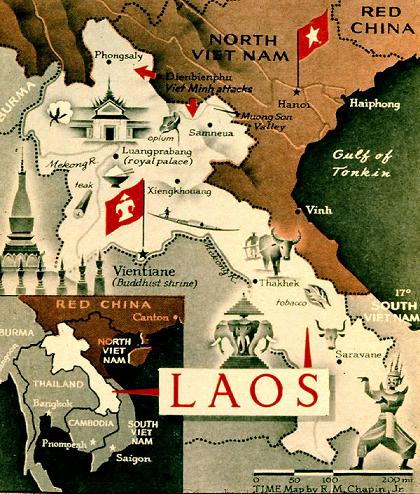 RED
CHINA
NORTH
VIET NAM
Phongsaly
BURMA
Dienbienphu
Viet Minh attacks
Hanoi
Haiphong
Muong Son
Valley
opium
Samneua
Luangprabang
(royal palace)
Mekong R.
Gulf of
Tonkin
teak
Xiengkhouang
Vinh
Vientiane
(Buddhist shrine)
Mekong R.
Thakhek
tobacco
17°
SOUTH
VIET NAM
Saravane
RED CHINA
Canton
BURMA
NORTH
VIET
NAM
THAILAND
Bangkok
CAMBODIA
Pnompenh
SOUTH
VIET
NAM
Saigon
LAOS
0 50 100 200 mi.
TIME Map by R. M. Chapin, Jr.